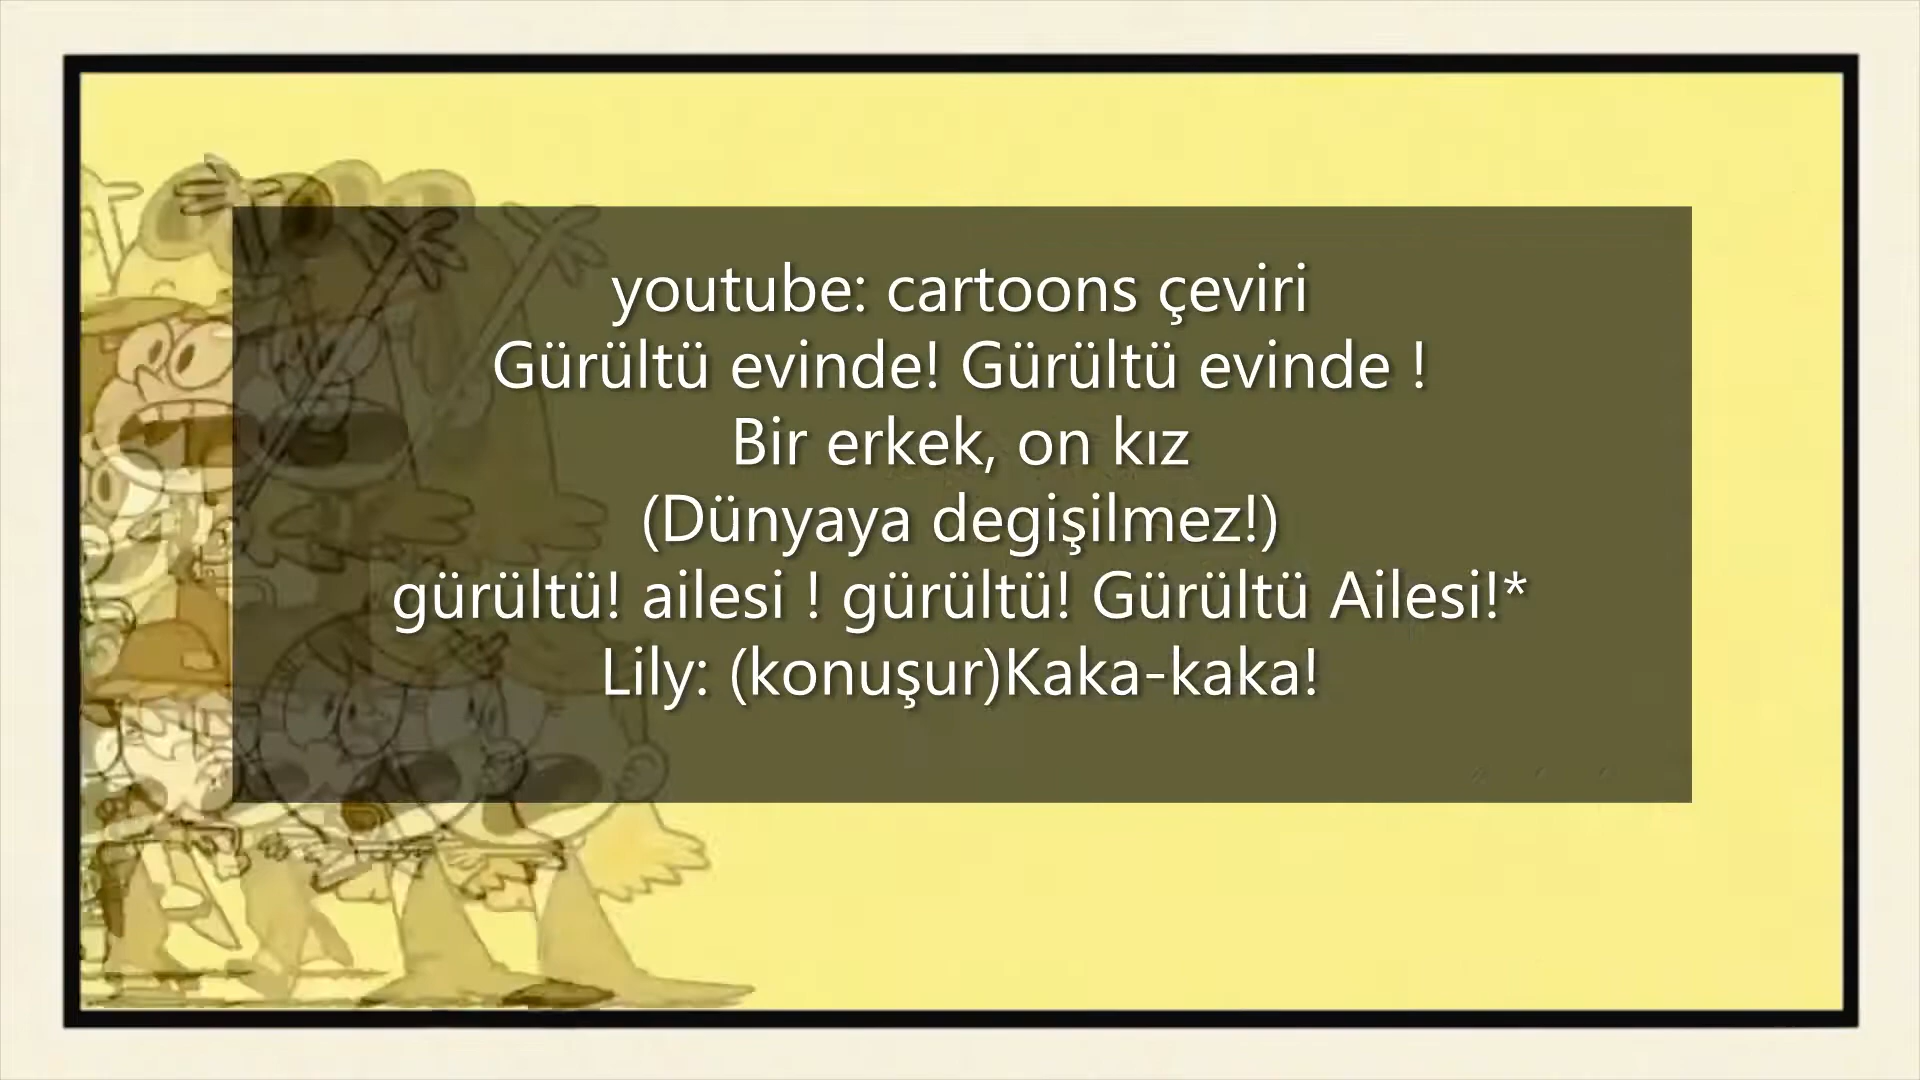 youtube: cartoons çeviri
Gürültü evinde! Gürültü evinde !
Bir erkek, on kız
(Dünyaya degişilmez!)
gürültü! ailesi ! gürültü! Gürültü Ailesi!*
Lily: (konuşur)Kaka-kaka!